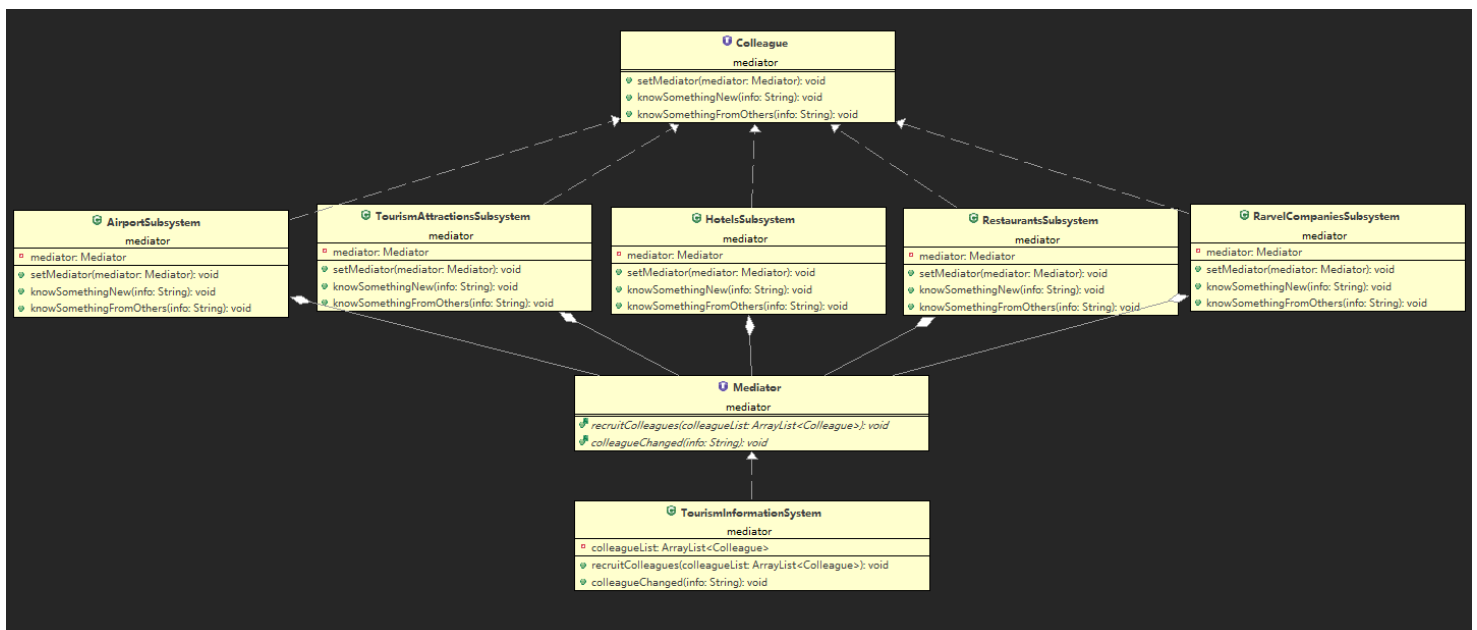 Colleague
mediator
setMediator(mediator: Mediator): void
knowSomethingNew(info: String): void
knowSomethingFromOthers(info: String): void
AirportSubsystem
mediator
mediator: Mediator
setMediator(mediator: Mediator): void
knowSomethingNew(info: String): void
knowSomethingFromOthers(info: String): void
TourismAttractionsSubsystem
mediator
mediator: Mediator
setMediator(mediator: Mediator): void
knowSomethingNew(info: String): void
knowSomethingFromOthers(info: String): void
HotelsSubsystem
mediator
mediator: Mediator
setMediator(mediator: Mediator): void
knowSomethingNew(info: String): void
knowSomethingFromOthers(info: String): void
RestaurantsSubsystem
mediator
mediator: Mediator
setMediator(mediator: Mediator): void
knowSomethingNew(info: String): void
knowSomethingFromOthers(info: String): void
RarvelCompaniesSubsystem
mediator
mediator: Mediator
setMediator(mediator: Mediator): void
knowSomethingNew(info: String): void
knowSomethingFromOthers(info: String): void
Mediator
mediator
recruitColleagues(colleagueList: ArrayList<Colleague>): void
colleagueChanged(info: String): void
TourismInformationSystem
mediator
colleagueList: ArrayList<Colleague>
recruitColleagues(colleagueList: ArrayList<Colleague>): void
colleagueChanged(info: String): void